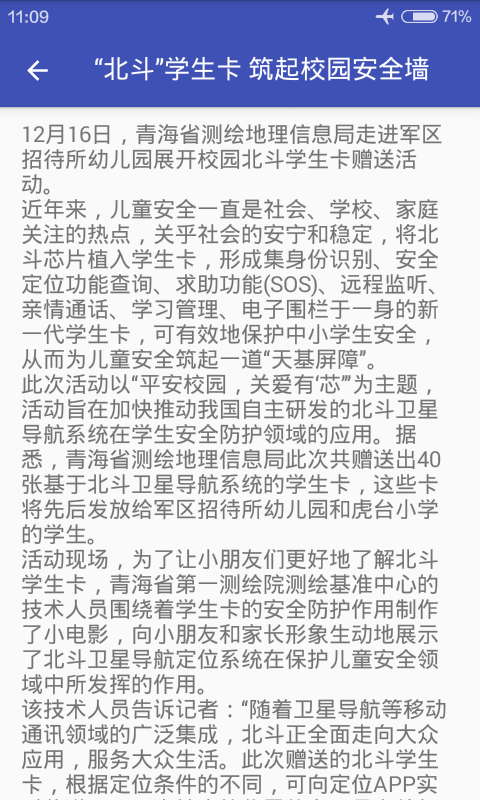 11:09
71%
“北斗”学生卡 筑起校园安全墙
12月16日，青海省测绘地理信息局走进军区
招待所幼儿园展开校园北斗学生卡赠送活
动。
近年来，儿童安全一直是社会、学校、家庭
关注的热点，关乎社会的安宁和稳定，将北
斗芯片植入学生卡，形成集身份识别、安全
定位功能查询、求助功能(SOS)、远程监听、
亲情通话、学习管理、电子围栏于一身的新
一代学生卡，可有效地保护中小学生安全，
从而为儿童安全筑起一道“天基屏障”。
此次活动以“平安校园，关爱有‘芯’”为主题，
活动旨在加快推动我国自主研发的北斗卫星
导航系统在学生安全防护领域的应用。据
悉，青海省测绘地理信息局此次共赠送出40
张基于北斗卫星导航系统的学生卡，这些卡
将先后发放给军区招待所幼儿园和虎台小学
的学生。
活动现场，为了让小朋友们更好地了解北斗
学生卡，青海省第一测绘院测绘基准中心的
技术人员围绕着学生卡的安全防护作用制作
了小电影，向小朋友和家长形象生动地展示
了北斗卫星导航定位系统在保护儿童安全领
域中所发挥的作用。
该技术人员告诉记者：“随着卫星导航等移动
通讯领域的广泛集成，北斗正全面走向大众
应用，服务大众生活。此次赠送的北斗学生
卡，根据定位条件的不同，可向定位APP实